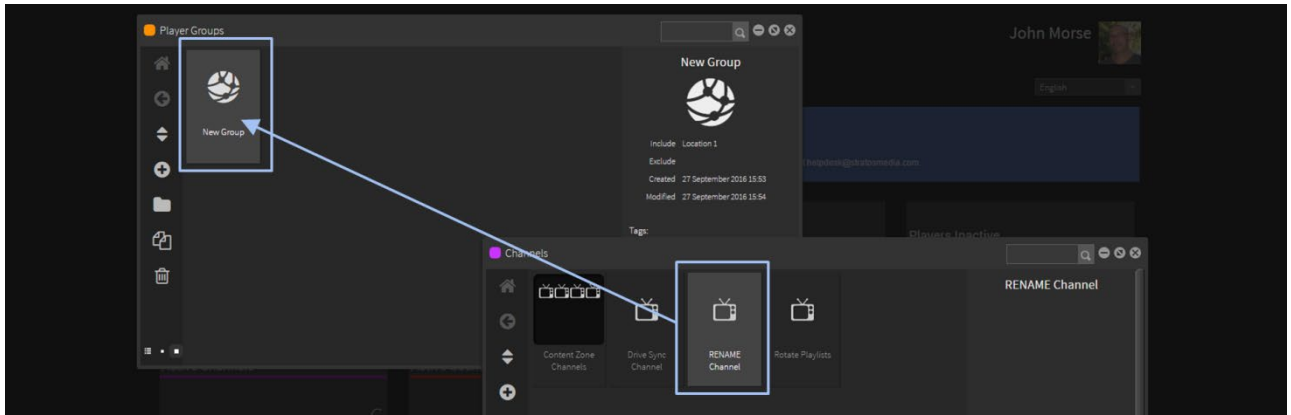 Player Groups
John Morse
English
New Group
New Group
Include Location 1
Exclude
Created 27 September 2016 15:53
Modified 27 September 2016 15:54
Tags:
Players Inactive
Channels
RENAME Channel
Content Zone
Channels
Drive Sync
Channel
RENAME
Channel
Rotate Playlists